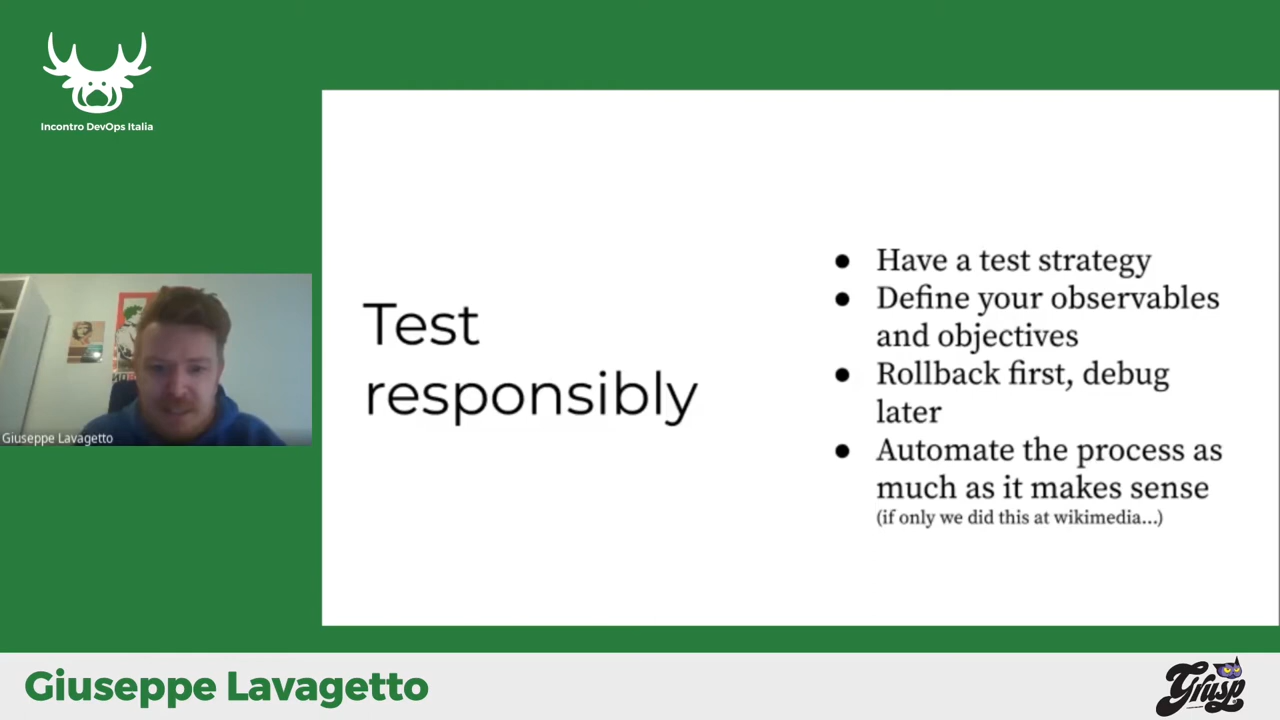 Incontro DevOps Italia
Test
responsibly
● Have a test strategy
● Define your observables
and objectives
● Rollback first, debug
later
● Automate the process as
much as it makes sense
(if only we did this at wikimedia...)
Giuseppe Lavagetto
Giuseppe Lavagetto
Grusp